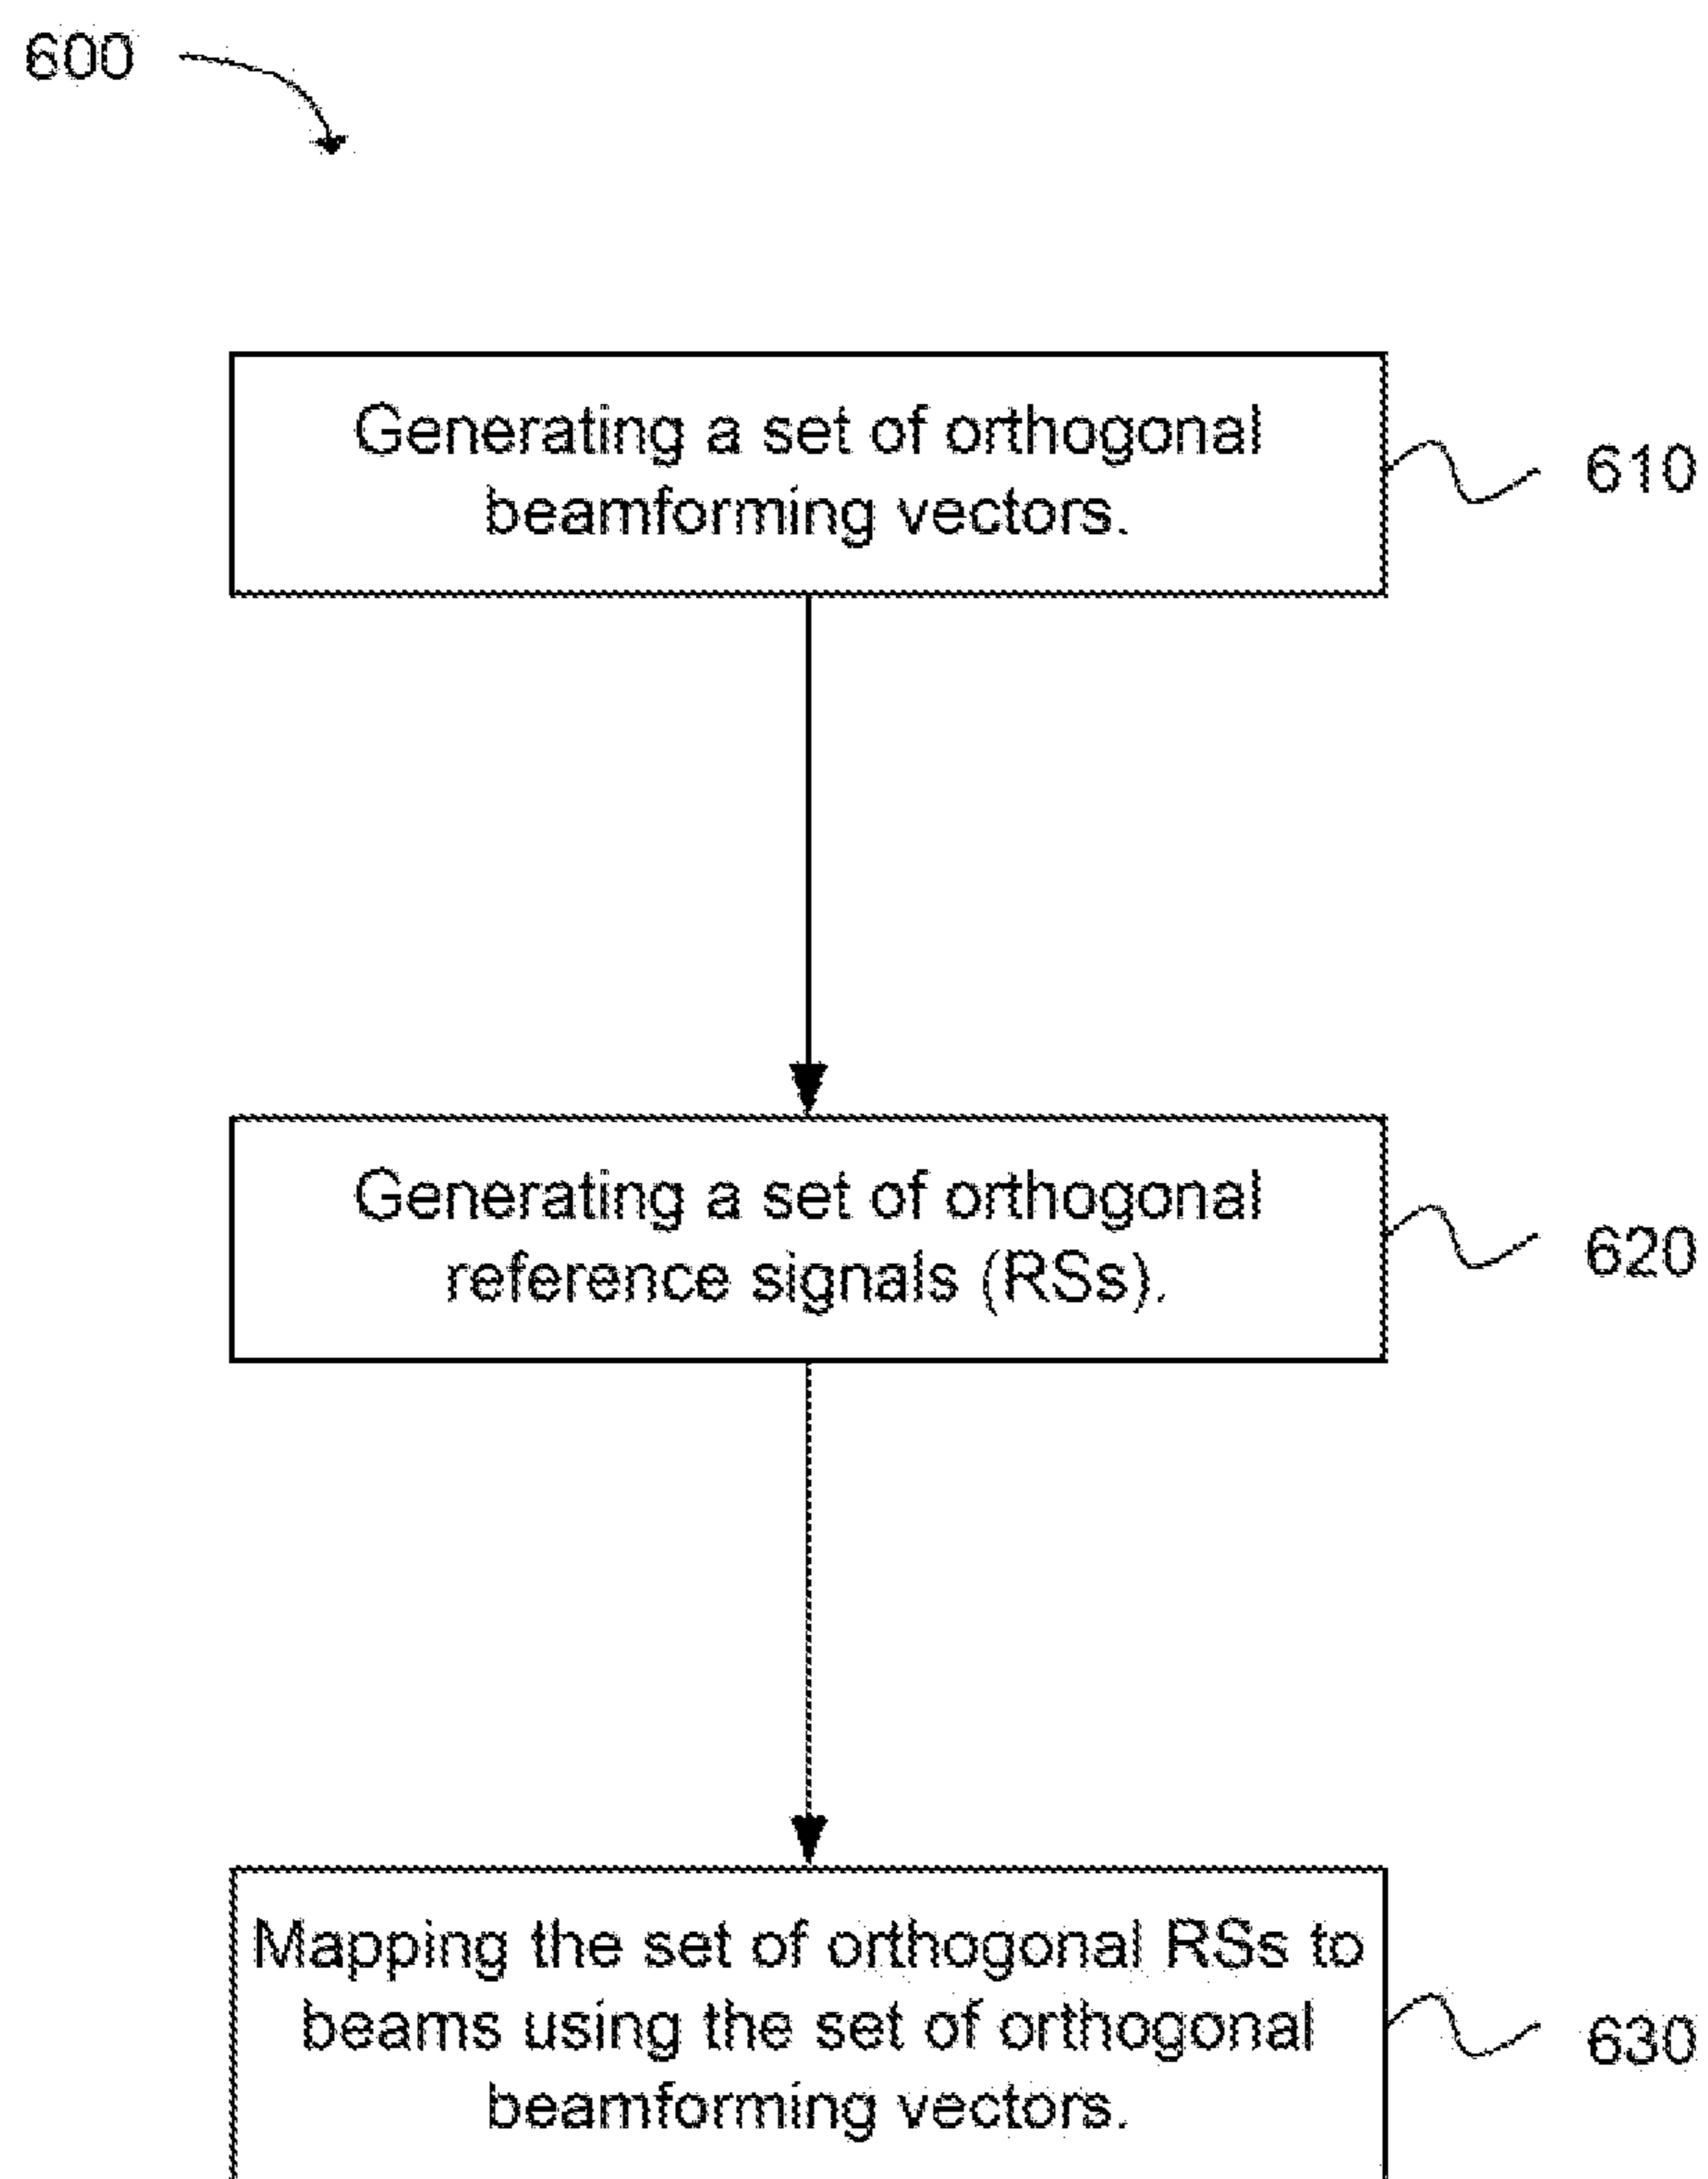 600
Generating a set of orthogonal
beamforming vectors.
610
Generating a set of orthogonal
reference signals (RSs).
620
Mapping the set of orthogonal RSs to
beams using the set of orthogonal
beamforming vectors.
630